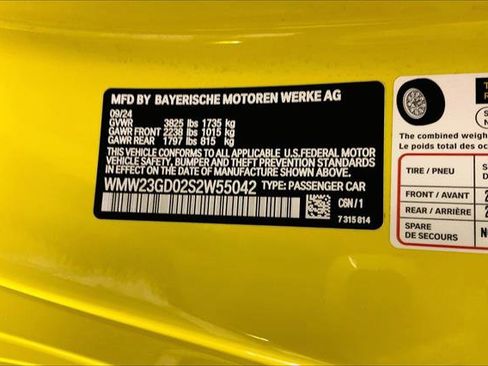 MFD BY BAYERISCHE MOTOREN WERKE AG
09/24
GVWR 3825 lbs 1735 kg
GAWR FRONT 2238 lbs 1015 kg
GAWR REAR 1797 lbs 815 kg
THIS VEHICLE CONFORMS TO ALL APPLICABLE U.S.FEDERAL MOTOR
VEHICLE SAFETY, BUMPER AND THEFT PREVENTION STANDARDS
IN EFFECT ON THE DATE OF MANUFACTURE SHOWN ABOVE.
WMW23GD02S2W55042 TYPE: PASSENGER CAR
C6N / 1
7 315 814
The combined weigh
Le poids total des oc
TIRE / PNEU
FRONT / AVANT 2
REAR / ARRIÈRE 2
SPARE
DE SECOURS